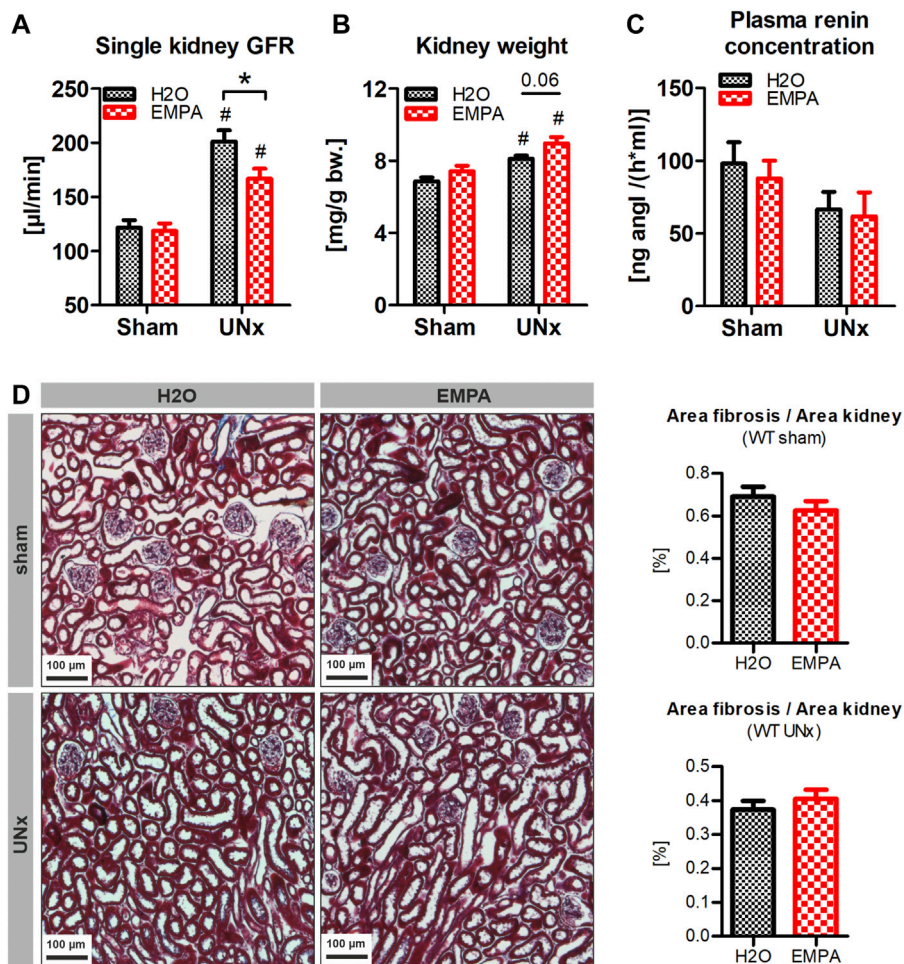 A
Single kidney GFR
H2O
EMPA
*
#
#
250
200
150
100
50
[µl/min]
Sham
UNx
B
Kidney weight
H2O
EMPA
0.06
#
#
12
8
4
0
[mg/g bw.]
Sham
UNx
C
Plasma renin
concentration
H2O
EMPA
150
100
50
0
[ng angI /(h*ml)]
Sham
UNx
D
H2O
EMPA
sham
UNx
100 µm
100 µm
100 µm
100 µm
Area fibrosis / Area kidney
(WT sham)
0.8
0.6
0.4
0.2
0.0
[%]
H2O
EMPA
Area fibrosis / Area kidney
(WT UNx)
0.5
0.4
0.3
0.2
0.1
0.0
[%]
H2O
EMPA